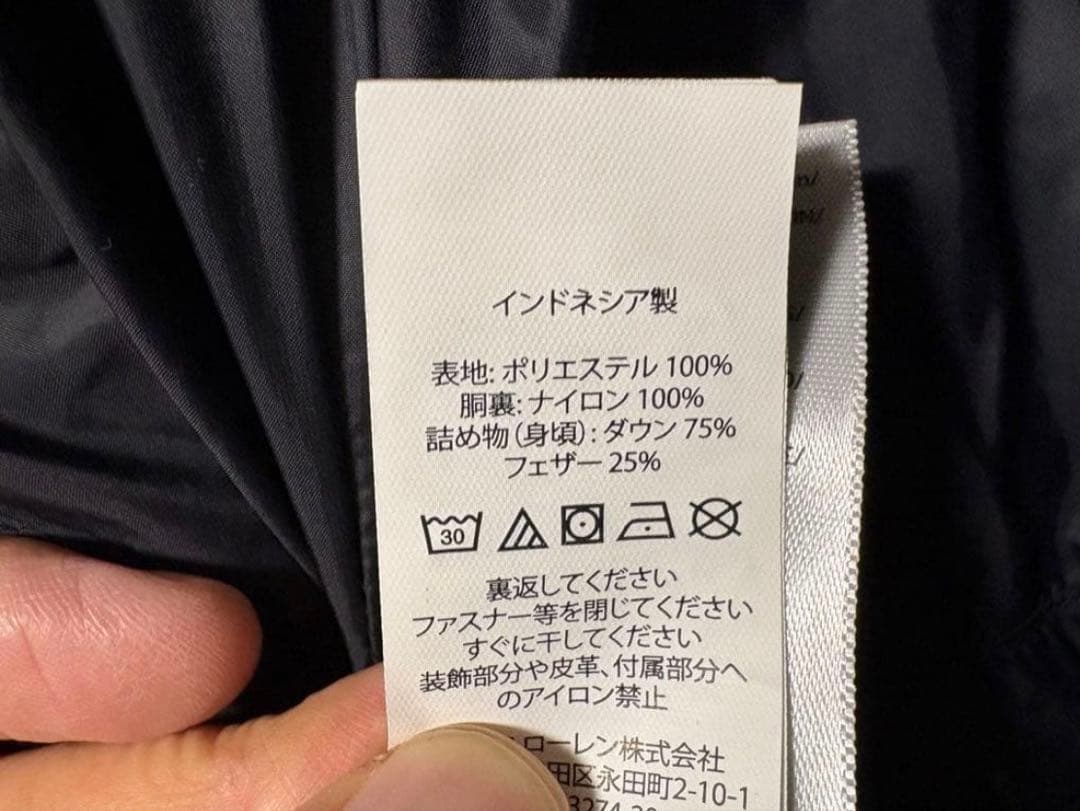 インドネシア製
表地: ポリエステル 100%
胴裏: ナイロン 100%
詰め物（身頃）: ダウン 75%
フェザー 25%
30
裏返してください
ファスナー等を閉じてください
すぐに干してください
装飾部分や皮革、付属部分へ
のアイロン禁止
ローレン株式会社
田区永田町2-10-1
3274-20